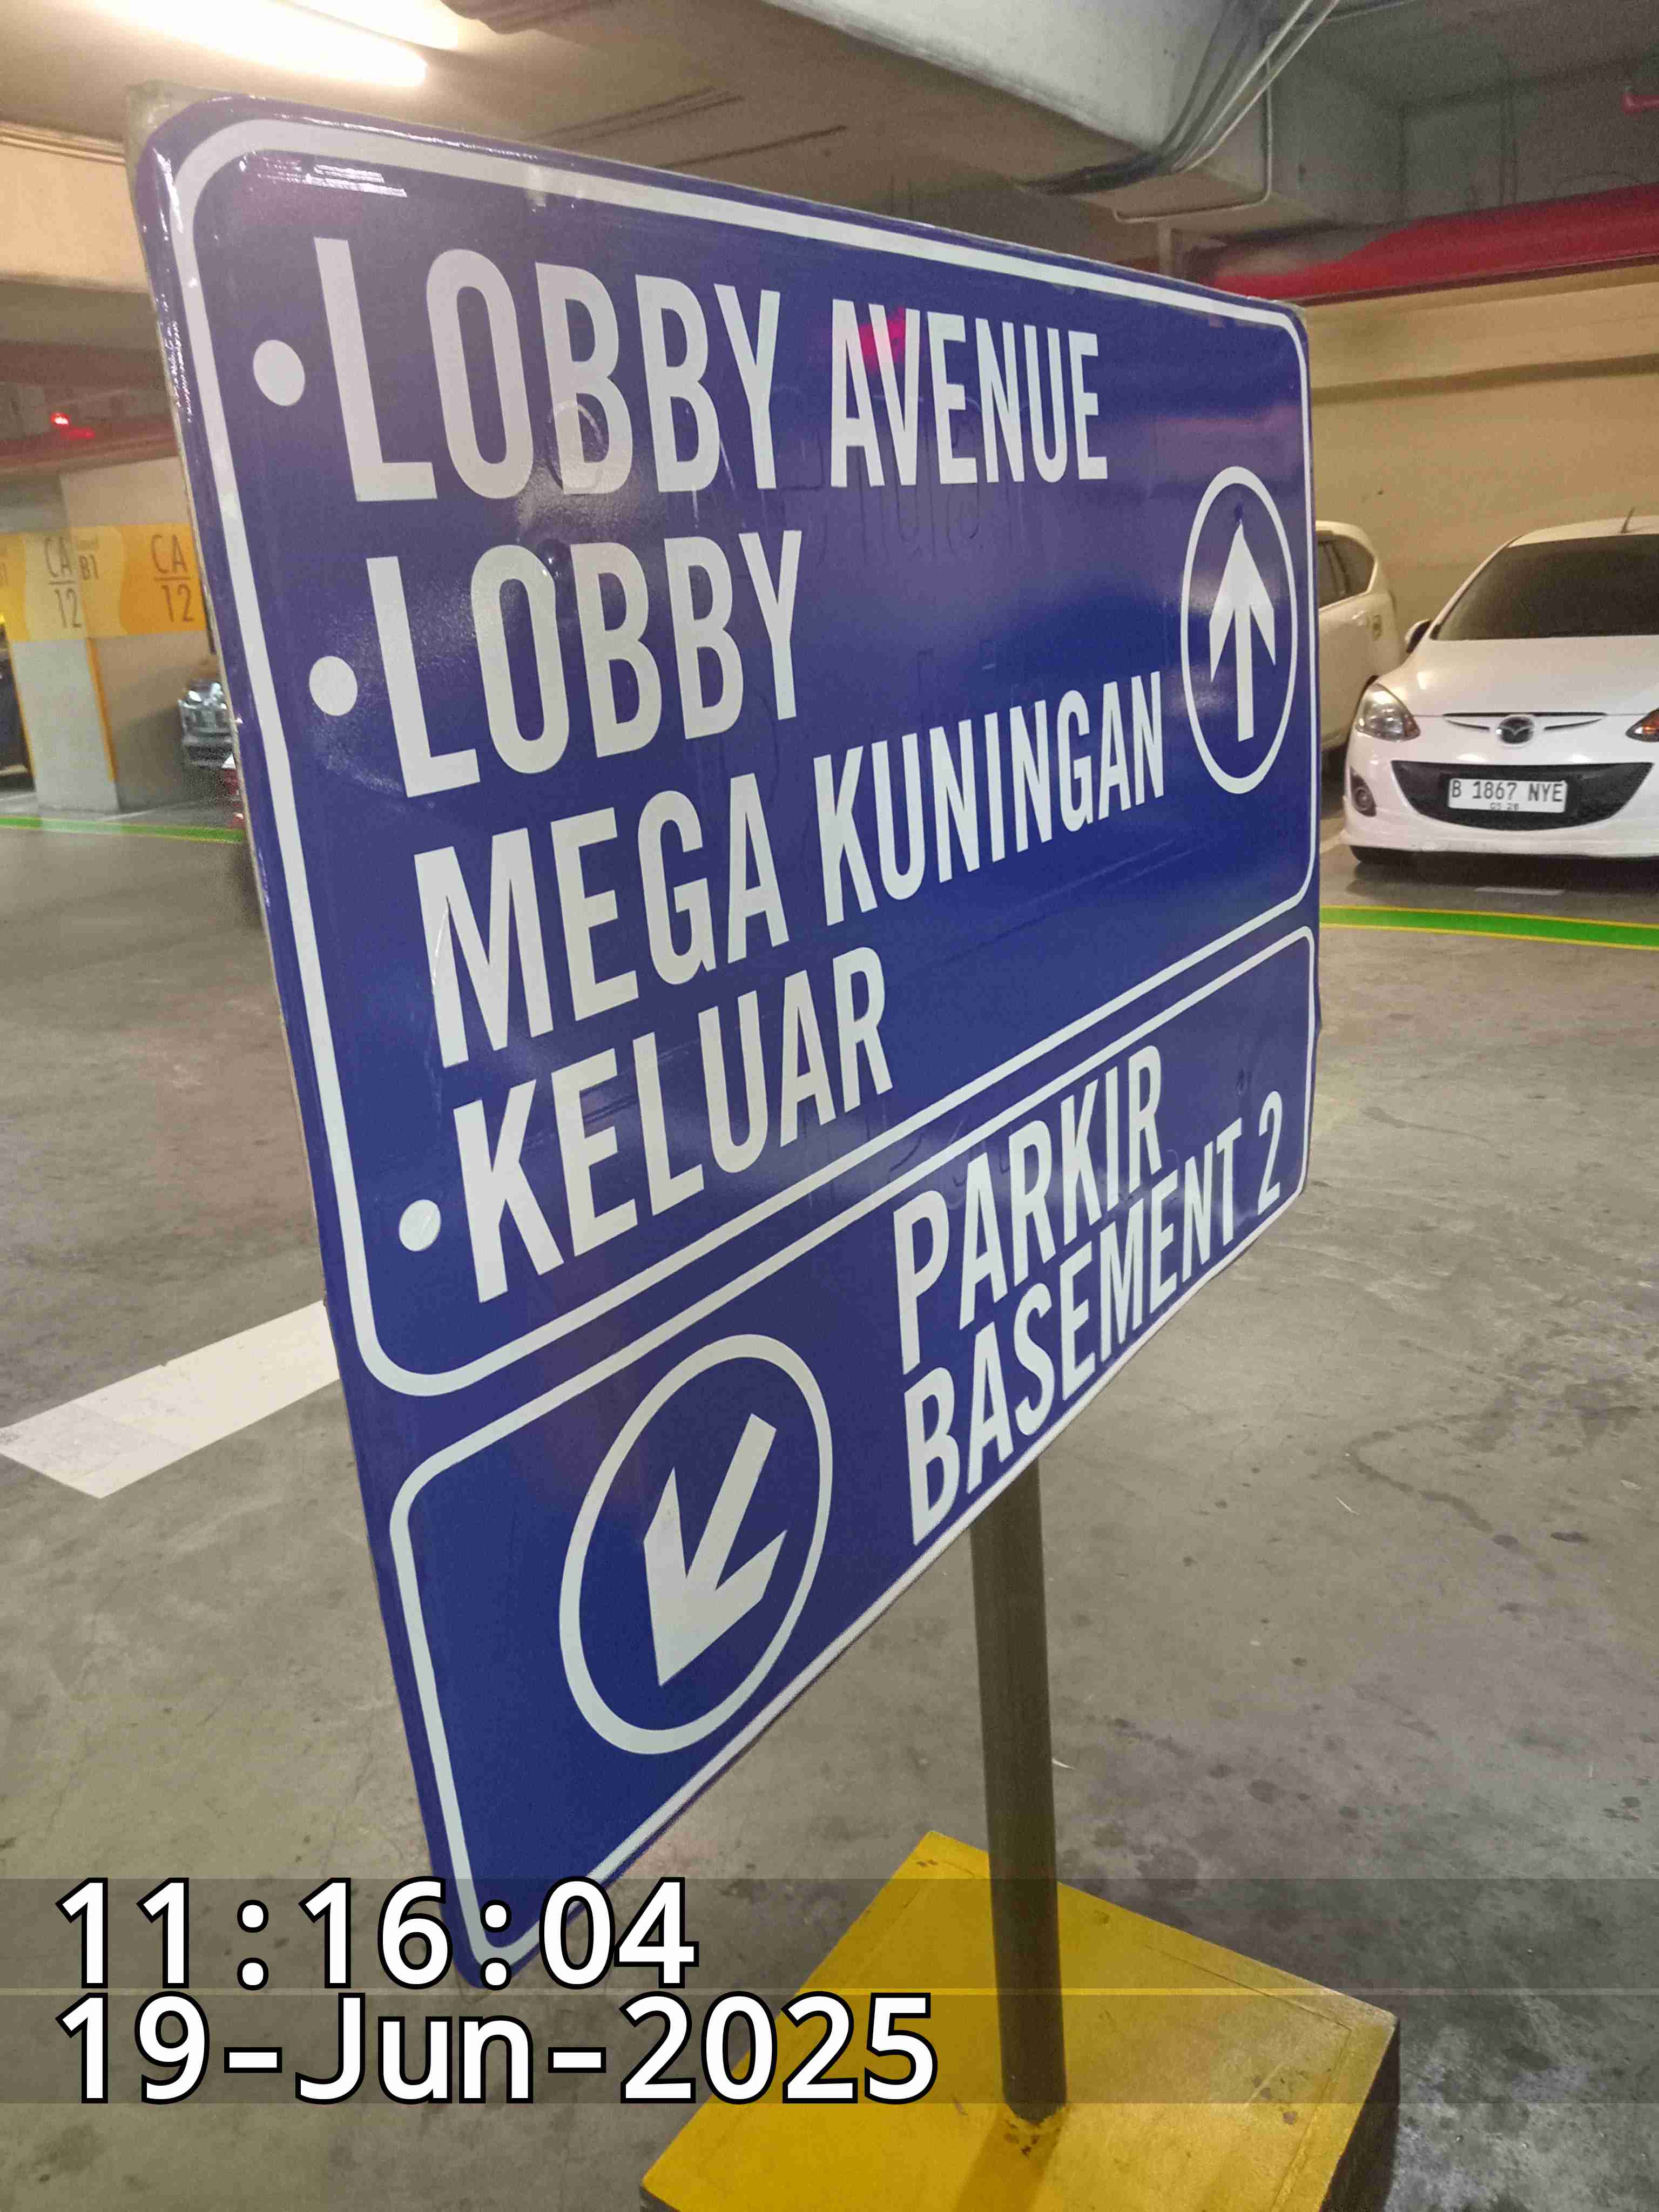 LOBBY AVENUE
LOBBY
MEGA KUNINGAN
KELUAR
PARKIR
BASEMENT 2
CA
12
B1
CA
12
B 1867 NYE
11:16:04
19-Jun-2025